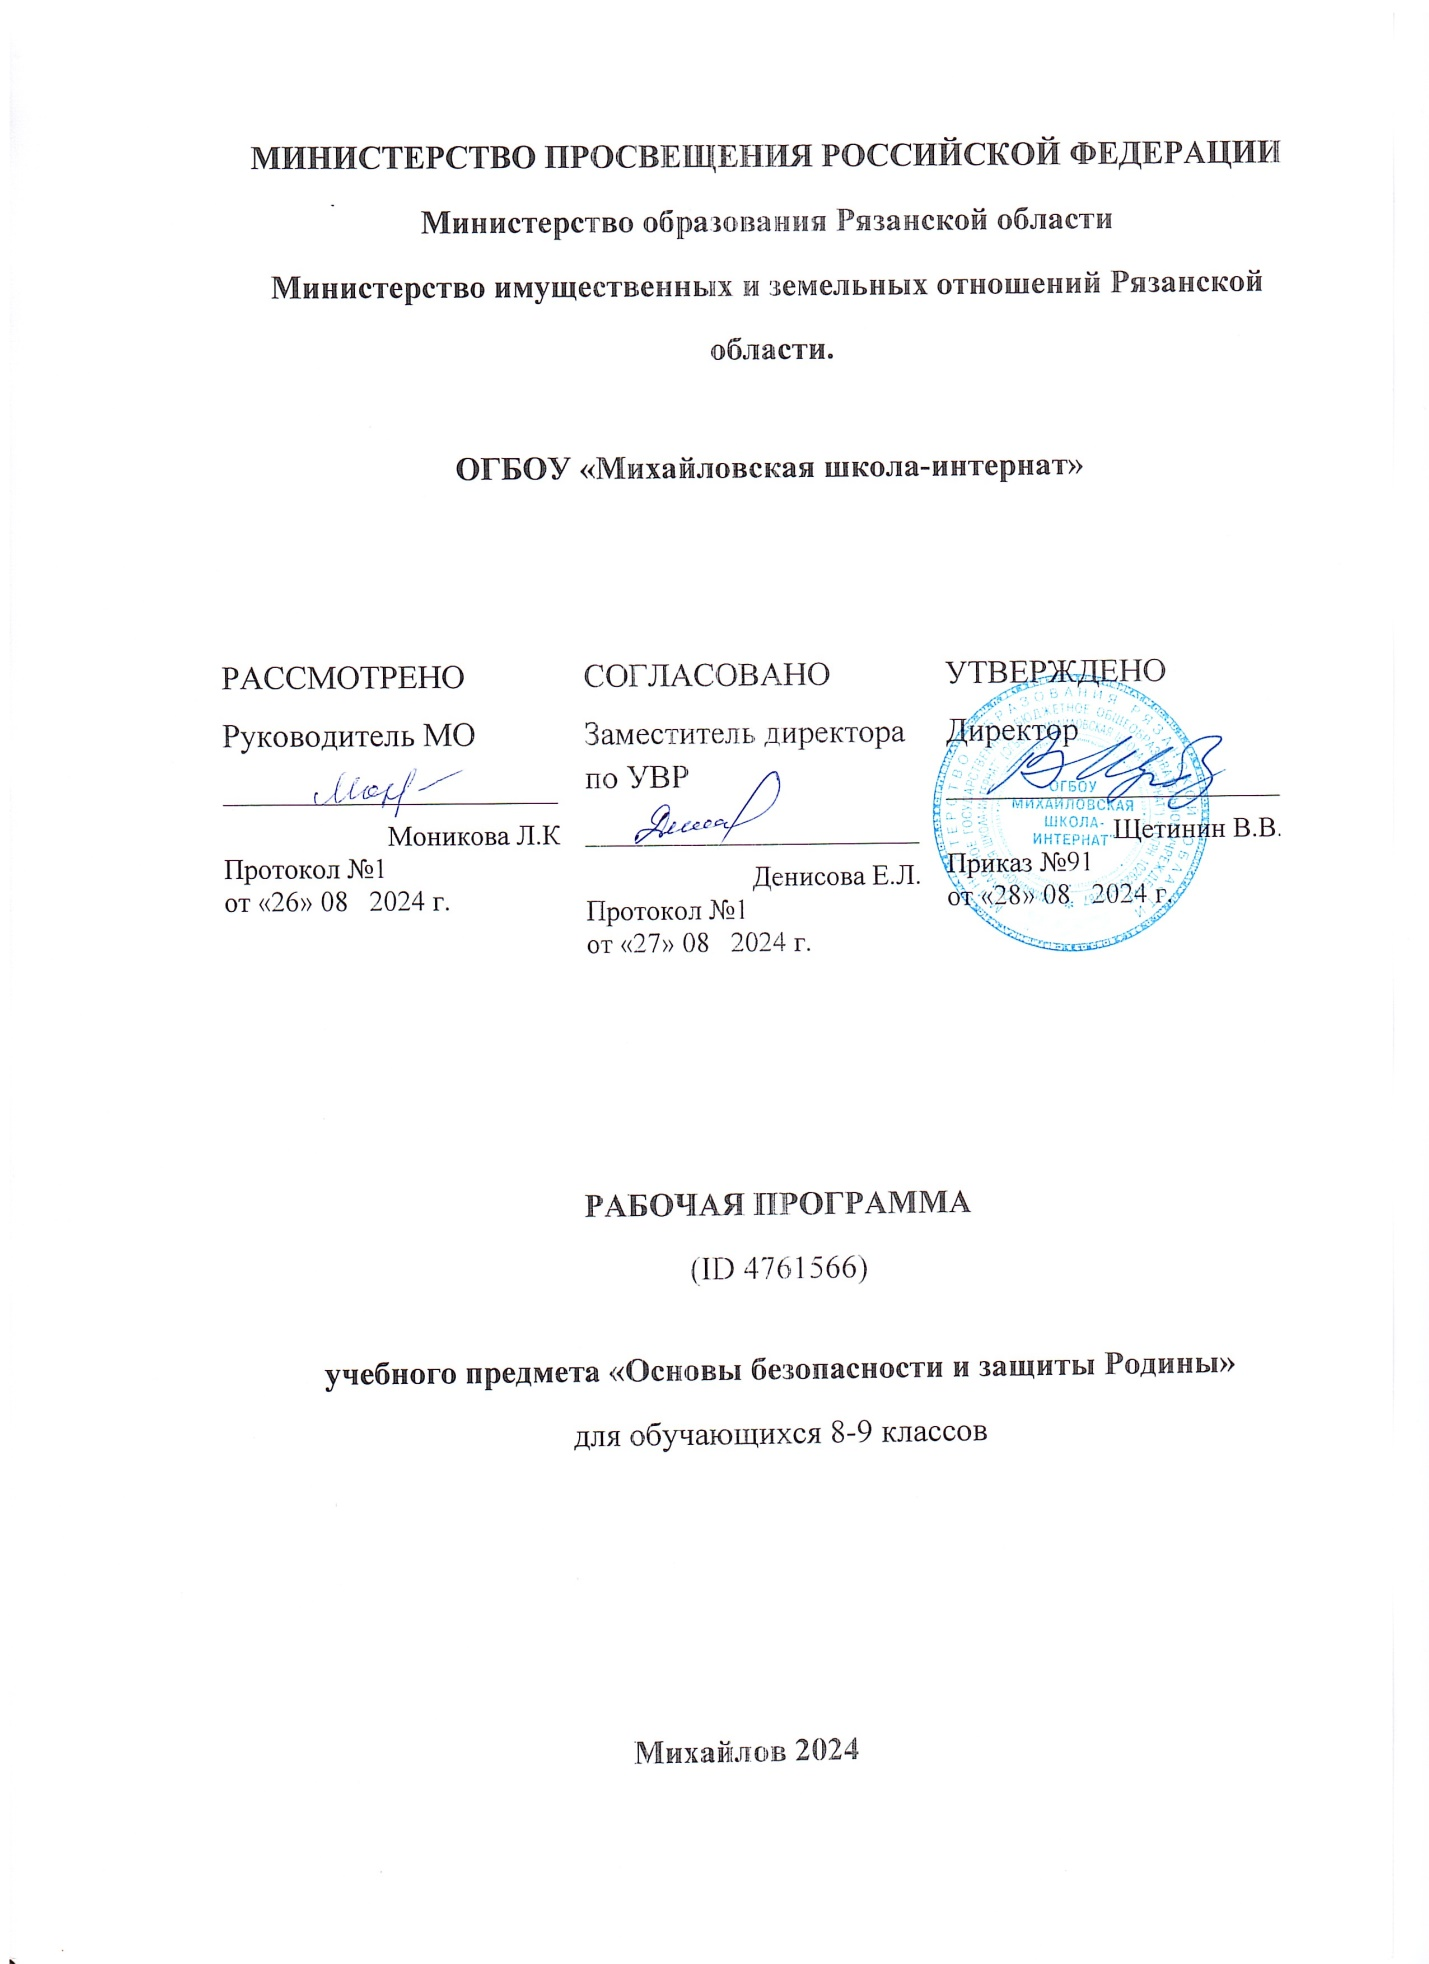 МИНИСТЕРСТВО ПРОСВЕЩЕНИЯ РОССИЙСКОЙ ФЕДЕРАЦИИ
Министерство образования Рязанской области
Министерство имущественных и земельных отношений Рязанской
области.
ОГБОУ «Михайловская школа-интернат»
РАССМОТРЕНО
Руководитель МО
Моникова Л.К
Протокол №1
от «26» 08 2024 г.
СОГЛАСОВАНО
Заместитель директора
по УВР
Денисова Е.Л.
Протокол №1
от «27» 08 2024 г.
УТВЕРЖДЕНО
Директор
ОГБОУ
МИХАЙЛОВСКАЯ
ШКОЛА-
ИНТЕРНАТ"
Щетинин В.В.
Приказ №91
от «28» 08 2024 г.
РАБОЧАЯ ПРОГРАММА
(ID 4761566)
учебного предмета «Основы безопасности и защиты Родины»
для обучающихся 8-9 классов
Михайлов 2024